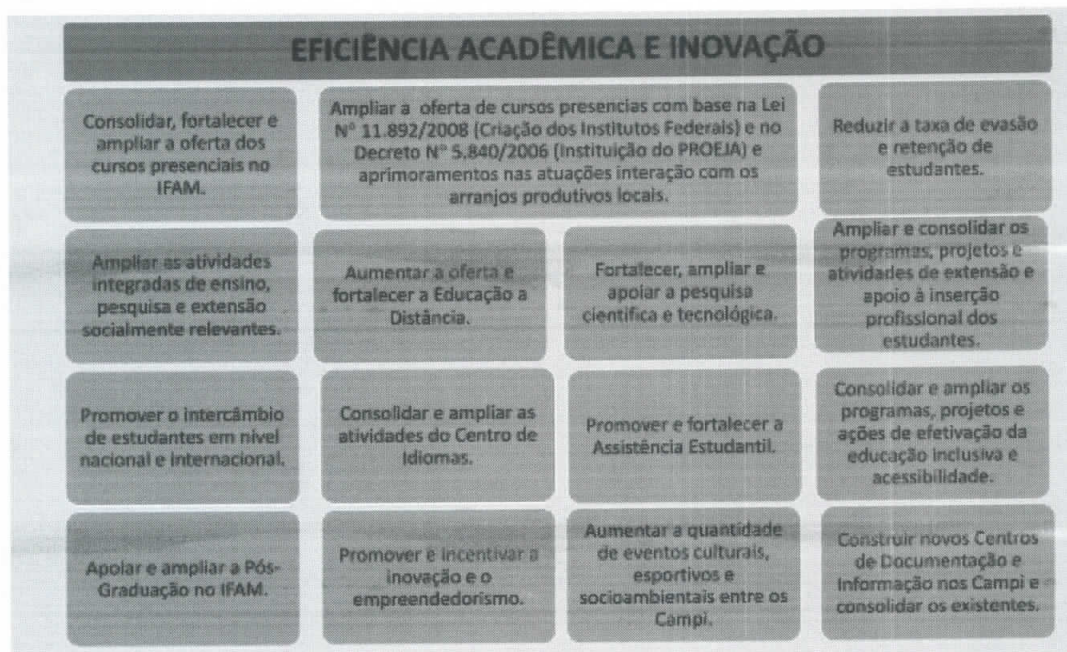 EFICIÊNCIA ACADÊMICA E INOVAÇÃO
Consolidar, fortalecer e
ampliar a oferta dos
cursos presenciais no
IFAM.
Ampliar a oferta de cursos presencias com base na Lei
Nº 11.892/2008 (Criação dos Institutos Federais) e no
Decreto Nº 5.840/2006 (Instituição do PROEJA) e
aprimoramentos nas atuações interação com os
arranjos produtivos locais.
Reduzir a taxa de evasão
e retenção de
estudantes.
Ampliar as atividades
integradas de ensino,
pesquisa e extensão
socialmente relevantes.
Aumentar a oferta e
fortalecer a Educação a
Distância.
Fortalecer, ampliar e
apoiar a pesquisa
científica e tecnológica.
Ampliar e consolidar os
programas, projetos e
atividades de extensão e
apoio à inserção
profissional dos
estudantes.
Promover o intercâmbio
de estudantes em nível
nacional e internacional.
Consolidar e ampliar as
atividades do Centro de
Idiomas.
Promover e fortalecer a
Assistência Estudantil.
Consolidar e ampliar os
programas, projetos e
ações de efetivação da
educação inclusiva e
acessibilidade.
Apoiar e ampliar a Pós-
Graduação no IFAM.
Promover e incentivar a
inovação e o
empreendedorismo.
Aumentar a quantidade
de eventos culturais,
esportivos e
socioambientais entre os
Campi.
Construir novos Centros
de Documentação e
Informação nos Campi e
consolidar os existentes.